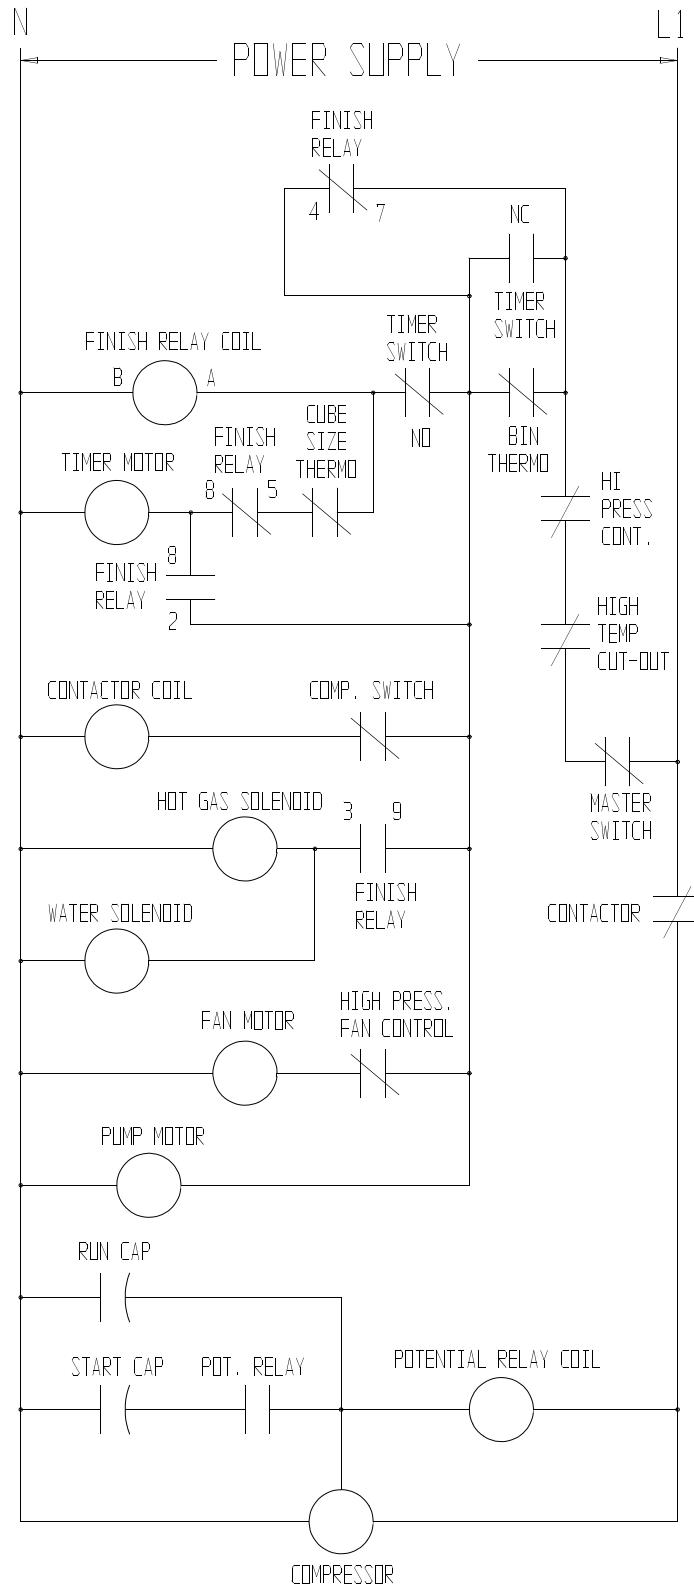 N
L1
POWER SUPPLY
FINISH
RELAY
4
7
NC
TIMER
SWITCH
TIMER
SWITCH
NO
FINISH RELAY COIL
B
A
BIN
THERMO
CUBE
SIZE
THERMO
FINISH
RELAY
8
5
TIMER MOTOR
HI
PRESS
CONT.
8
FINISH
RELAY
2
HIGH
TEMP
CUT-OUT
CONTACTOR COIL
COMP. SWITCH
MASTER
SWITCH
HOT GAS SOLENOID
3
9
FINISH
RELAY
WATER SOLENOID
CONTACTOR
FAN MOTOR
HIGH PRESS.
FAN CONTROL
PUMP MOTOR
RUN CAP
START CAP
POT. RELAY
POTENTIAL RELAY COIL
COMPRESSOR